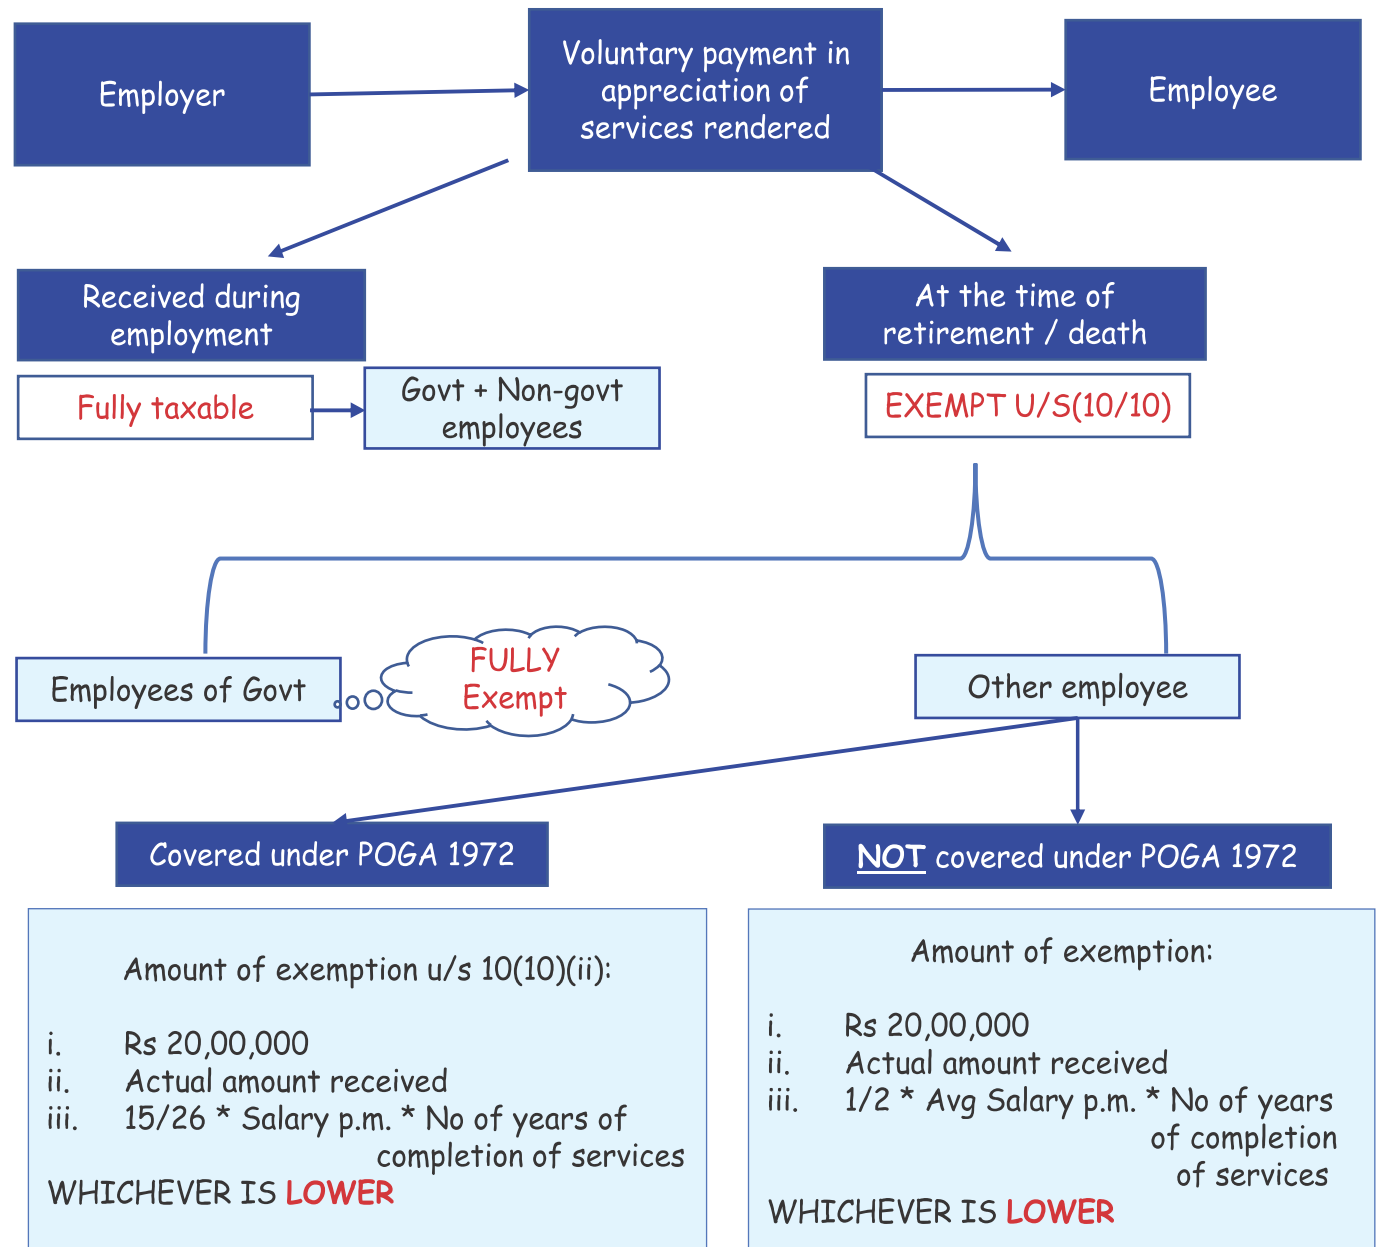 Employer
Voluntary payment in
appreciation of
services rendered
Employee
Received during
employment
At the time of
retirement / death
Fully taxable
Govt + Non-govt
employees
EXEMPT U/S(10/10)
Employees of Govt
FULLY
Exempt
Other employee
Covered under POGA 1972
NOT covered under POGA 1972
Amount of exemption u/s 10(10)(ii):
i. Rs 20,00,000
ii. Actual amount received
iii. 15/26 * Salary p.m. * No of years of
completion of services
WHICHEVER IS LOWER
Amount of exemption:
i. Rs 20,00,000
ii. Actual amount received
iii. 1/2 * Avg Salary p.m. * No of years
of completion
of services
WHICHEVER IS LOWER